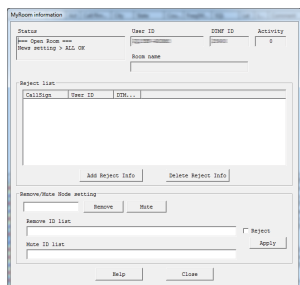 MyRoom information
Status
User ID
DTMF ID
Activity
=== Open Room ===
News setting > ALL OK
0
Room name
Reject list
CallSign User ID DTM...
Add Reject Info Delete Reject Info
Remove/Mute Node setting
Remove Mute
Remove ID list
Reject
Mute ID list
Apply
Help Close